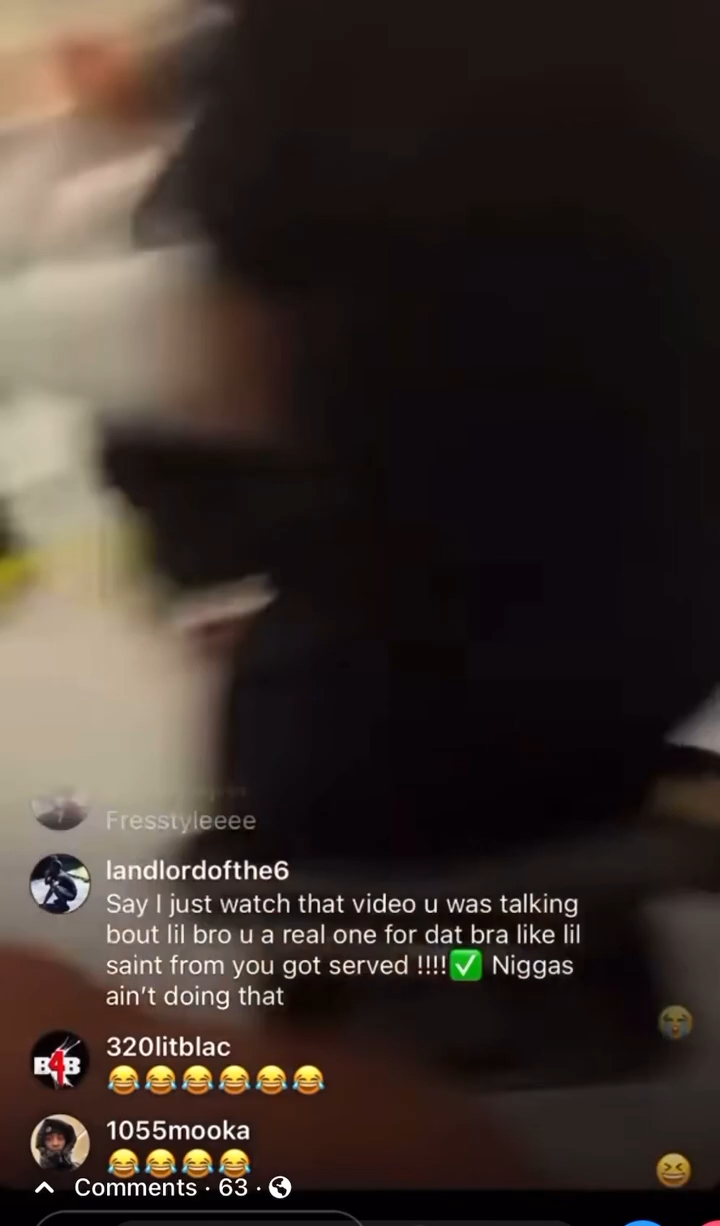 Fresstyleeee
landlordofthe6
Say I just watch that video u was talking
bout lil bro u a real one for dat bra like lil
saint from you got served !!!!✅ Niggas
ain't doing that
320litblac
B4B
😂😂😂😂😂😂
1055mooka
😂😂😂😂
Comments · 63 ·